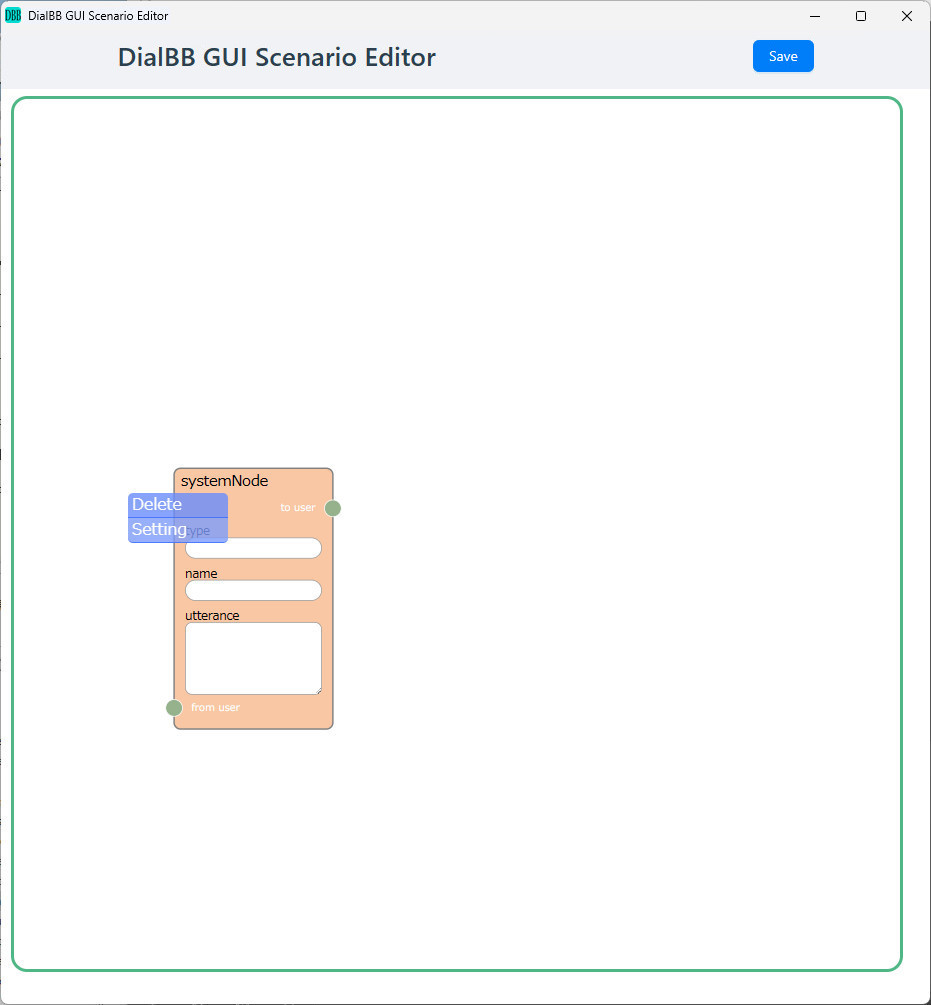 DBB DialBB GUI Scenario Editor
DialBB GUI Scenario Editor
Save
systemNode
Delete
to user
Setting
type
name
utterance
from user